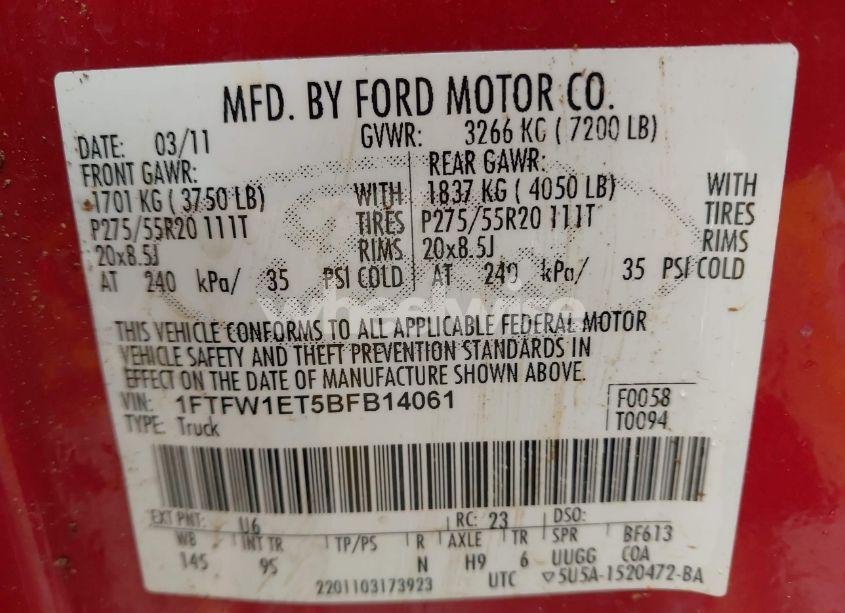 MFD. BY FORD MOTOR CO.
DATE: 03/11 GVWR: 3266 KG ( 7200 LB)
FRONT GAWR: REAR GAWR:
1701 KG ( 3750 LB) WITH 1837 KG ( 4050 LB) WITH
P275/55R20 111T TIRES P275/55R20 111T TIRES
20x8.5J RIMS 20x8.5J RIMS
AT 240 kPa/ 35 PSI COLD AT 240 kPa/ 35 PSI COLD
wheelwise
THIS VEHICLE CONFORMS TO ALL APPLICABLE FEDERAL MOTOR
VEHICLE SAFETY AND THEFT PREVENTION STANDARDS IN
EFFECT ON THE DATE OF MANUFACTURE SHOWN ABOVE.
VIN: 1FTFW1ET5BFB14061 F0058
TYPE: Truck T0094
EXT PNT: U6 RC: 23 DSO:
WB INT TR TP/PS R AXLE TR SPR BF613
145 95 N H9 6 UUGG COA
2201103173923 UTC ▽5U5A-1520472-BA